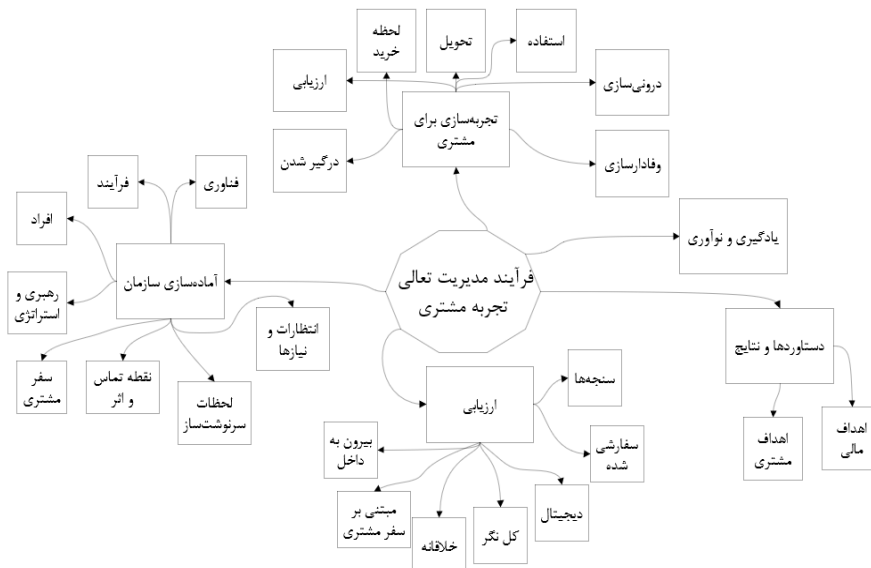 لحظه
خرید
تحویل
استفاده
ارزیابی
درونی‌سازی
تجربه‌سازی برای
مشتری
درگیر شدن
وفادارسازی
فناوری
فرآیند
افراد
یادگیری و نوآوری
آماده‌سازی سازمان
رهبری و
استراتژی
فرآیند مدیریت تعالی
تجربه مشتری
انتظارات و
نیازها
دستاوردها و نتایج
سفر
مشتری
نقطه تماس
و اثر
لحظات
سرنوشت‌ساز
ارزیابی
سنجه‌ها
اهداف
مالی
اهداف
مشتری
سفارشی
شده
بیرون به
داخل
مبتنی بر
سفر مشتری
خلاقانه
کل نگر
دیجیتال